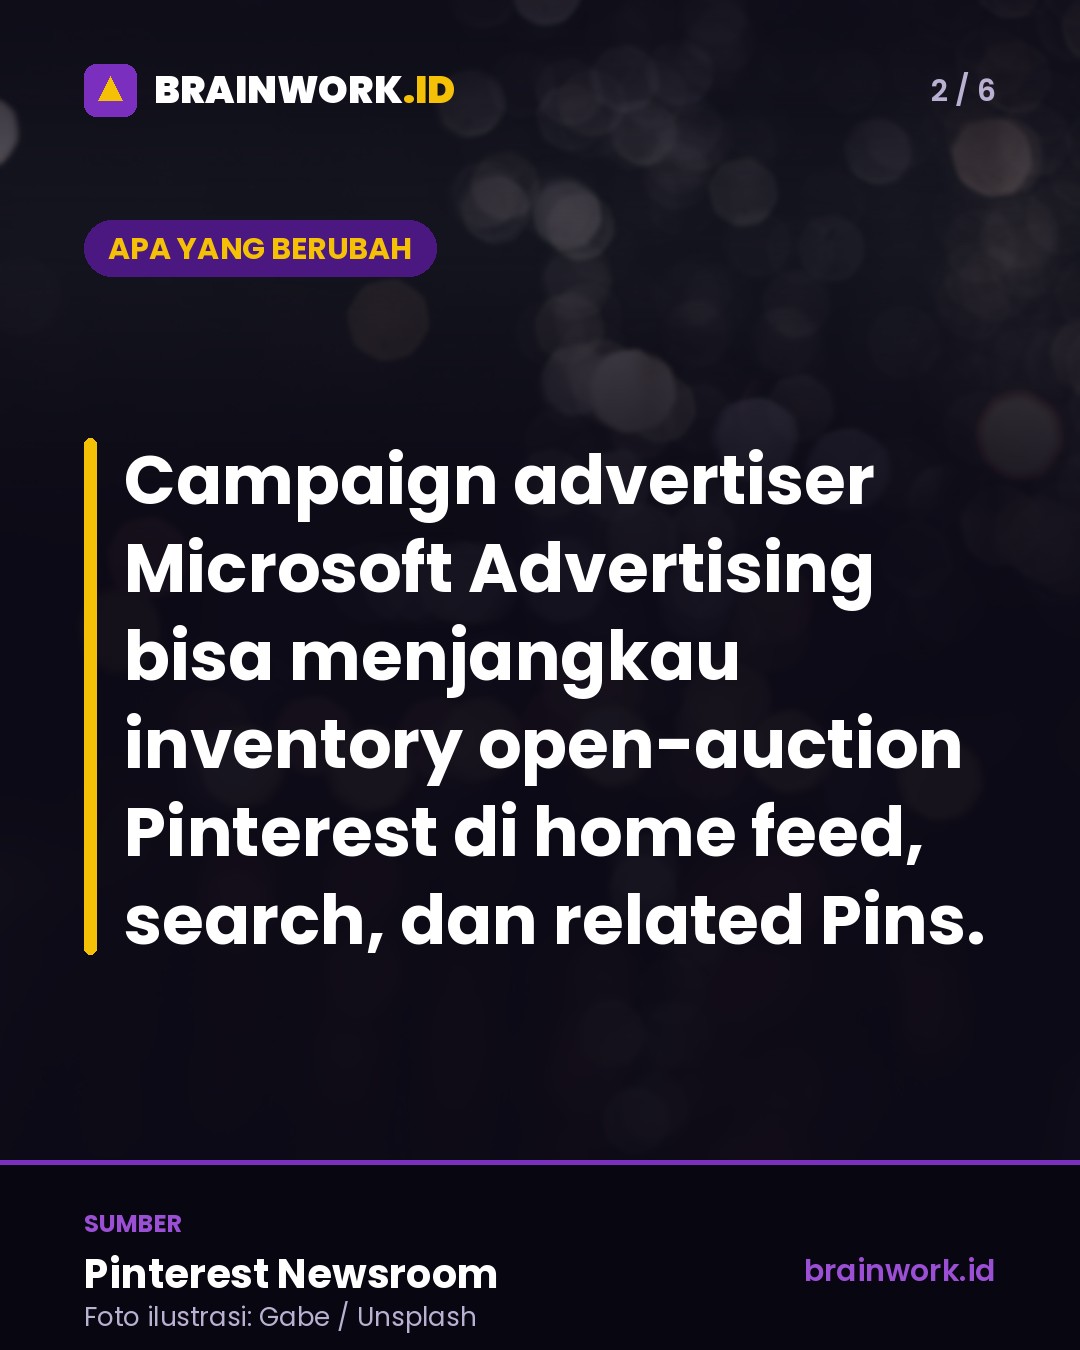 BRAINWORK.ID
2 / 6
APA YANG BERUBAH
Campaign advertiser
Microsoft Advertising
bisa menjangkau
inventory open-auction
Pinterest di home feed,
search, dan related Pins.
SUMBER
Pinterest Newsroom
Foto ilustrasi: Gabe / Unsplash
brainwork.id